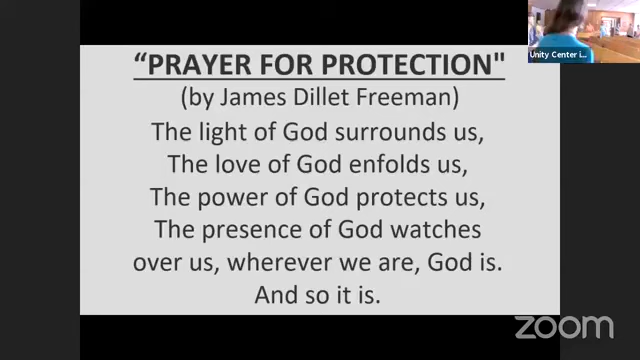 “PRAYER FOR PROTECTION"
(by James Dillet Freeman)
The light of God surrounds us,
The love of God enfolds us,
The power of God protects us,
The presence of God watches
over us, wherever we are, God is.
And so it is.
Unity Center i...
zoom